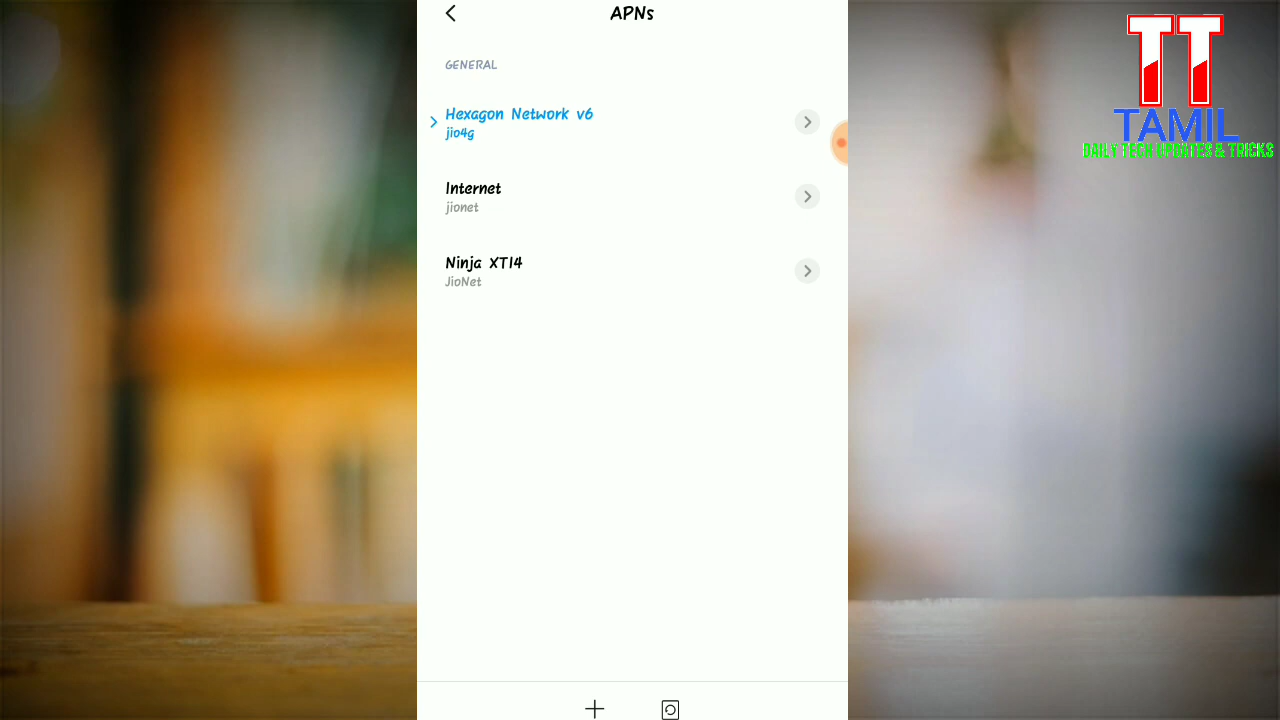 APNs
GENERAL
Hexagon Network v6
jio4g
Internet
jionet
Ninja XT14
JioNet
TT
TAMIL
DAILY TECH UPDATES & TRICKS